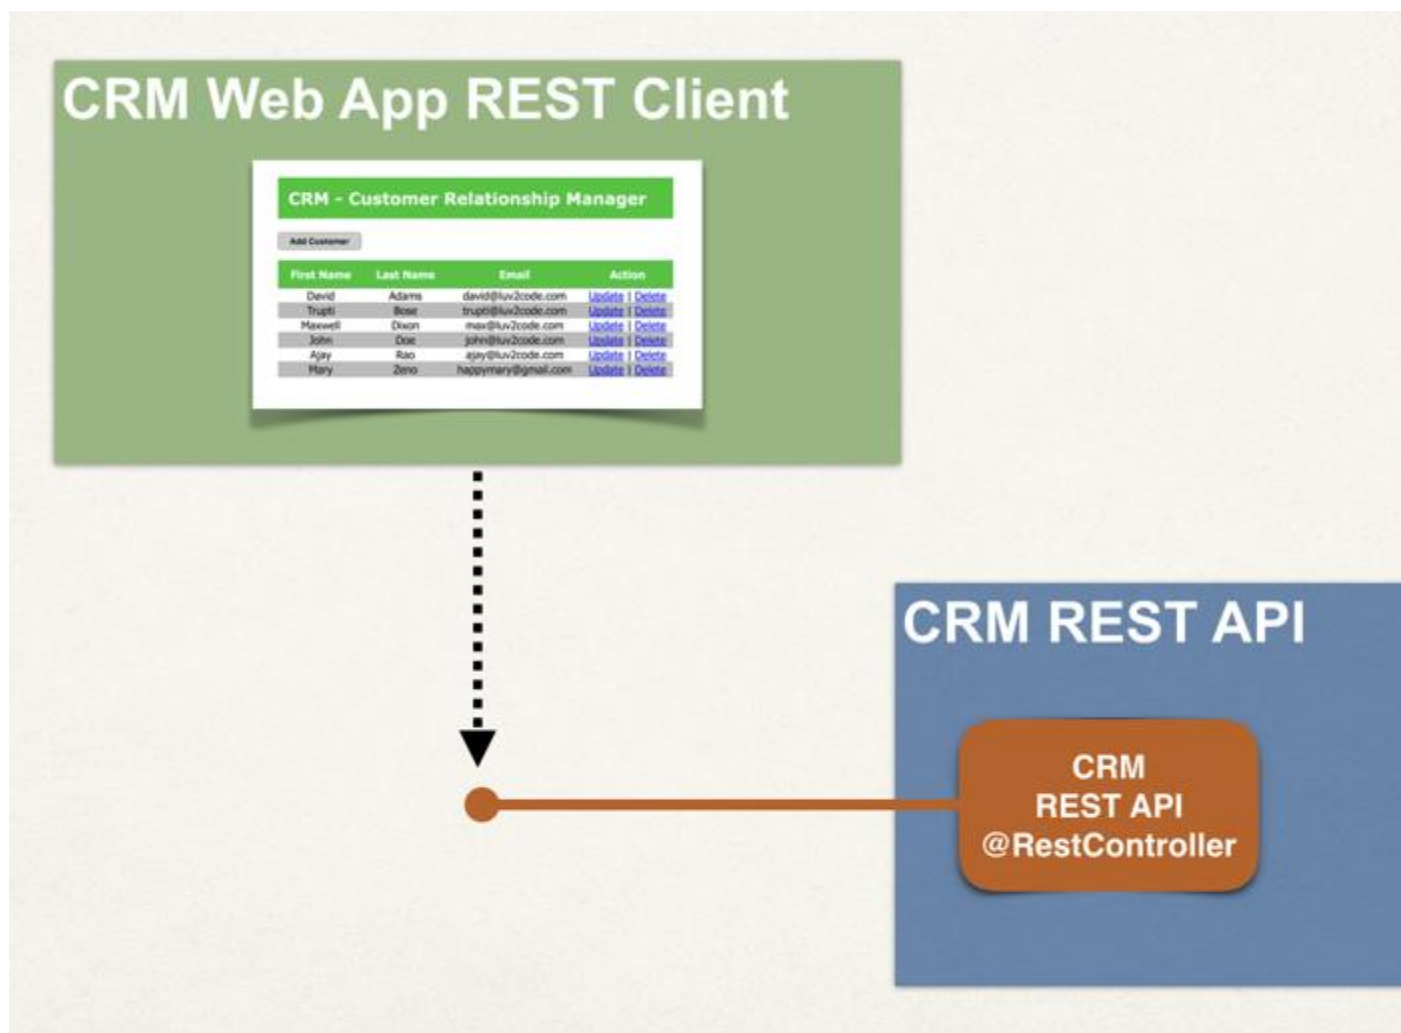 CRM Web App REST Client
CRM - Customer Relationship Manager
Add Customer
First Name Last Name Email Action
David Adams david@luv2code.com Update | Delete
Trupti Bose trupti@luv2code.com Update | Delete
Maxwell Dixon max@luv2code.com Update | Delete
John Doe john@luv2code.com Update | Delete
Ajay Rao ajay@luv2code.com Update | Delete
Mary Zeno happymary@gmail.com Update | Delete
CRM REST API
CRM
REST API
@RestController